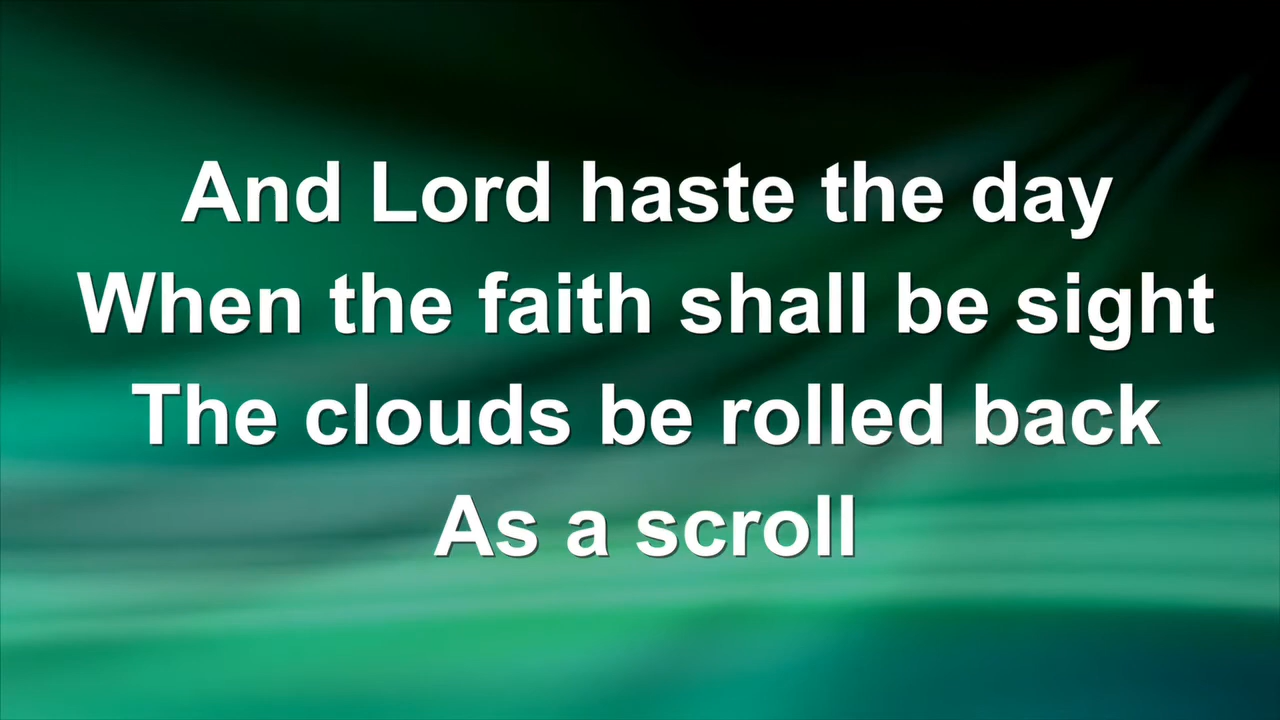 And Lord haste the day
When the faith shall be sight
The clouds be rolled back
As a scroll